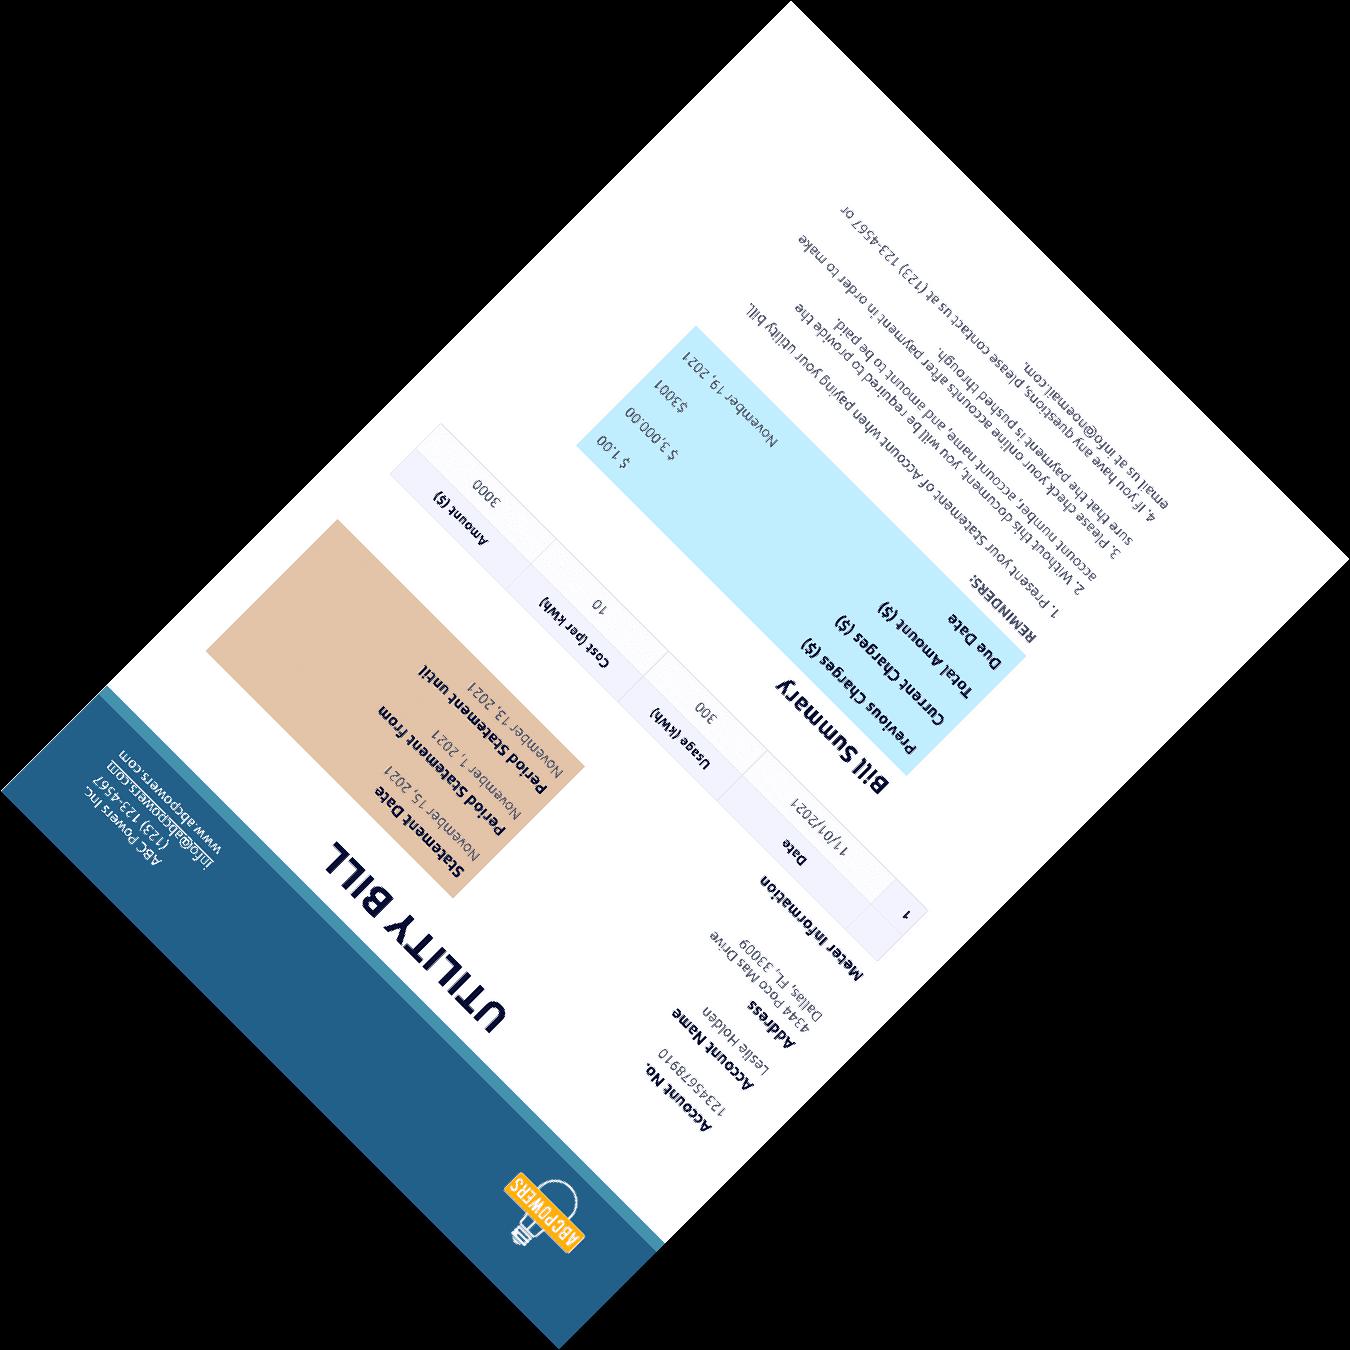 ABCPOWERS
ABC Powers Inc.
(123) 123-4567
info@abcpowers.com
www.abcpowers.com
UTILITY BILL
Account No.
12345678910
Account Name
Leslie Holden
Address
4344 Poco Mas Drive
Dallas, FL, 33009
Statement Date
November 15, 2021
Period Statement from
November 1, 2021
Period Statement until
November 13, 2021
Meter Information
Date Usage (kWh) Cost (per kWh) Amount ($)
1 11/01/2021 300 10 3000
Bill Summary
Previous Charges ($) $ 1.00
Current Charges ($) $ 3,000.00
Total Amount ($) $3001
Due Date November 19, 2021
REMINDERS:
1. Present your Statement of Account when paying your utility bill.
2. Without this document, you will be required to provide the
account number, account name, and amount to be paid.
3. Please check your online accounts after payment in order to make
sure that the payment is pushed through.
4. If you have any questions, please contact us at (123) 123-4567 or
email us at info@noemail.com.